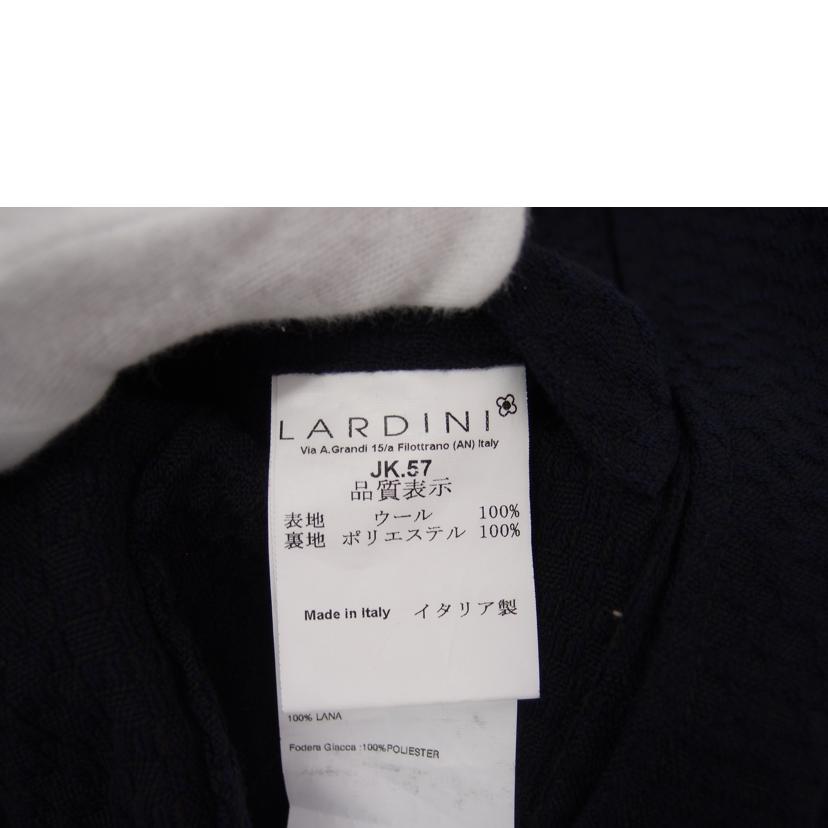 LARDINI
Via A.Grandi 15/a Filottrano (AN) Italy
JK.57
品質表示
表地 ウール 100%
裏地 ポリエステル 100%
Made in Italy イタリア製
100% LANA
Fodera Giacca :100%POLIESTER